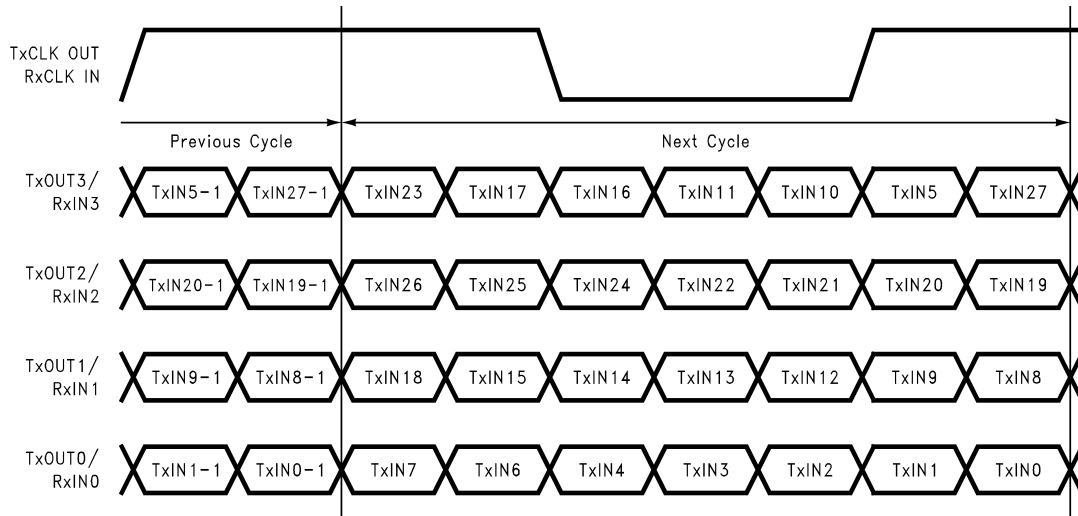 TxCLK OUT
RxCLK IN
Previous Cycle
Next Cycle
TxOUT3/
RxIN3
TxIN5-1 TxIN27-1 TxIN23 TxIN17 TxIN16 TxIN11 TxIN10 TxIN5 TxIN27
TxOUT2/
RxIN2
TxIN20-1 TxIN19-1 TxIN26 TxIN25 TxIN24 TxIN22 TxIN21 TxIN20 TxIN19
TxOUT1/
RxIN1
TxIN9-1 TxIN8-1 TxIN18 TxIN15 TxIN14 TxIN13 TxIN12 TxIN9 TxIN8
TxOUT0/
RxIN0
TxIN1-1 TxIN0-1 TxIN7 TxIN6 TxIN4 TxIN3 TxIN2 TxIN1 TxIN0